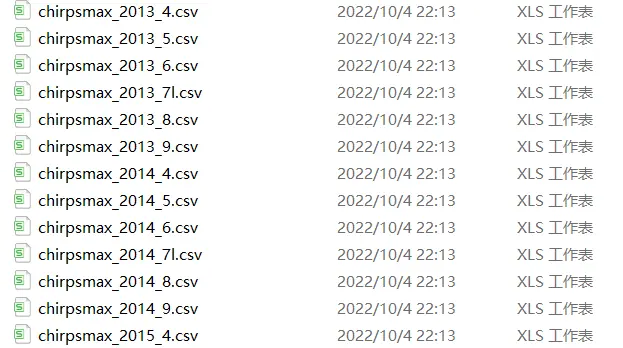 chirpsmax_2013_4.csv 2022/10/4 22:13 XLS 工作表
chirpsmax_2013_5.csv 2022/10/4 22:13 XLS 工作表
chirpsmax_2013_6.csv 2022/10/4 22:13 XLS 工作表
chirpsmax_2013_7l.csv 2022/10/4 22:13 XLS 工作表
chirpsmax_2013_8.csv 2022/10/4 22:13 XLS 工作表
chirpsmax_2013_9.csv 2022/10/4 22:13 XLS 工作表
chirpsmax_2014_4.csv 2022/10/4 22:13 XLS 工作表
chirpsmax_2014_5.csv 2022/10/4 22:13 XLS 工作表
chirpsmax_2014_6.csv 2022/10/4 22:13 XLS 工作表
chirpsmax_2014_7l.csv 2022/10/4 22:13 XLS 工作表
chirpsmax_2014_8.csv 2022/10/4 22:13 XLS 工作表
chirpsmax_2014_9.csv 2022/10/4 22:13 XLS 工作表
chirpsmax_2015_4.csv 2022/10/4 22:13 XLS 工作表